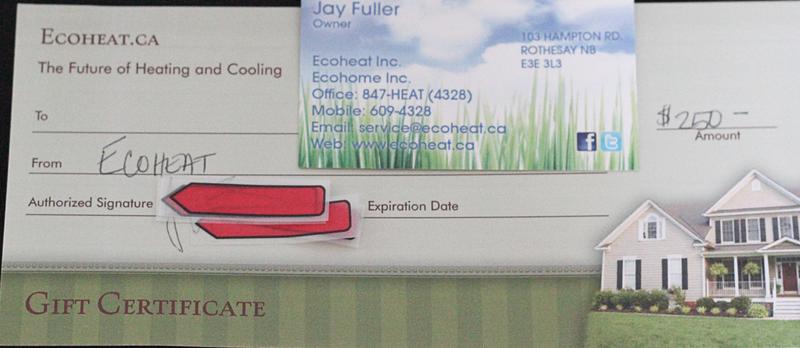 ECOHEAT.CA
The Future of Heating and Cooling
Jay Fuller
Owner
103 HAMPTON RD.
ROTHESAY NB
E3E 3L3
Ecoheat Inc.
Ecohome Inc.
Office: 847-HEAT (4328)
Mobile: 609-4328
Email: service@ecoheat.ca
Web: www.ecoheat.ca
f t
To
$250-
Amount
From ECOHEAT
Authorized Signature
Expiration Date
GIFT CERTIFICATE